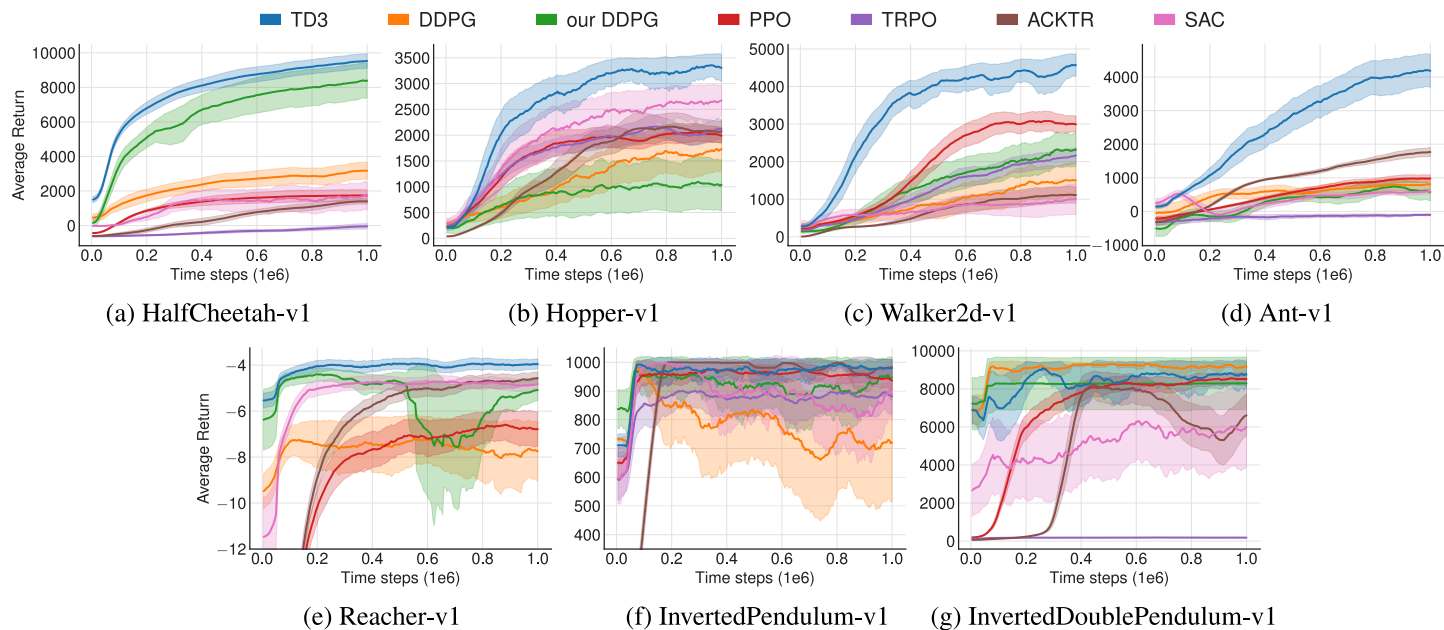 TD3 DDPG our DDPG PPO TRPO ACKTR SAC
10000
8000
6000
4000
2000
0
Average Return
0.0 0.2 0.4 0.6 0.8 1.0
Time steps (1e6)
(a) HalfCheetah-v1
3500
3000
2500
2000
1500
1000
500
0
0.0 0.2 0.4 0.6 0.8 1.0
Time steps (1e6)
(b) Hopper-v1
5000
4000
3000
2000
1000
0
0.0 0.2 0.4 0.6 0.8 1.0
Time steps (1e6)
(c) Walker2d-v1
4000
3000
2000
1000
0
−1000
0.0 0.2 0.4 0.6 0.8 1.0
Time steps (1e6)
(d) Ant-v1
−4
−6
−8
−10
−12
Average Return
0.0 0.2 0.4 0.6 0.8 1.0
Time steps (1e6)
(e) Reacher-v1
1000
900
800
700
600
500
400
0.0 0.2 0.4 0.6 0.8 1.0
Time steps (1e6)
(f) InvertedPendulum-v1
10000
8000
6000
4000
2000
0
0.0 0.2 0.4 0.6 0.8 1.0
Time steps (1e6)
(g) InvertedDoublePendulum-v1